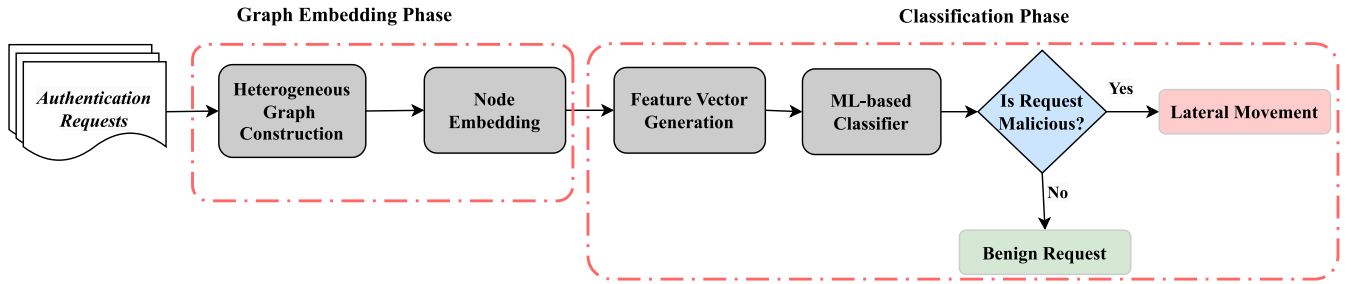 Graph Embedding Phase
Classification Phase
Authentication
Requests
Heterogeneous
Graph
Construction
Node
Embedding
Feature Vector
Generation
ML-based
Classifier
Is Request
Malicious?
Yes
Lateral Movement
No
Benign Request